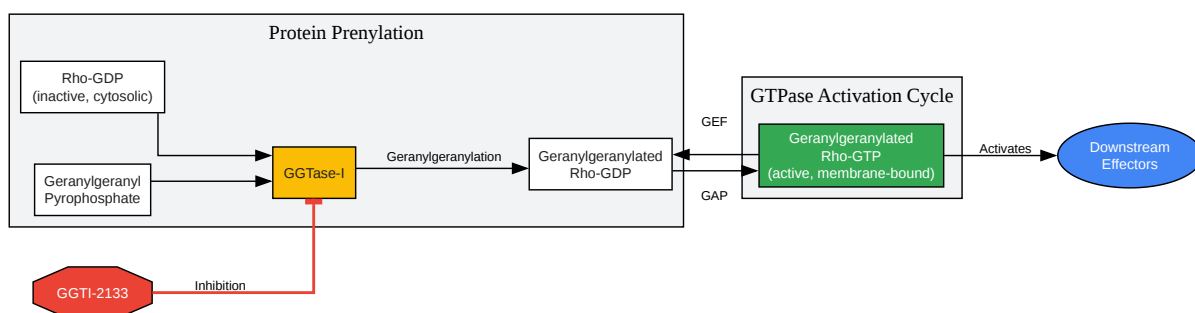 Protein Prenylation
Rho-GDP
(inactive, cytosolic)
Geranylgeranyl
Pyrophosphate
GGTase-I
Geranylgeranylation
Geranylgeranylated
Rho-GDP
GEF
GAP
GTPase Activation Cycle
Geranylgeranylated
Rho-GTP
(active, membrane-bound)
Activates
Downstream
Effectors
GGTI-2133
Inhibition